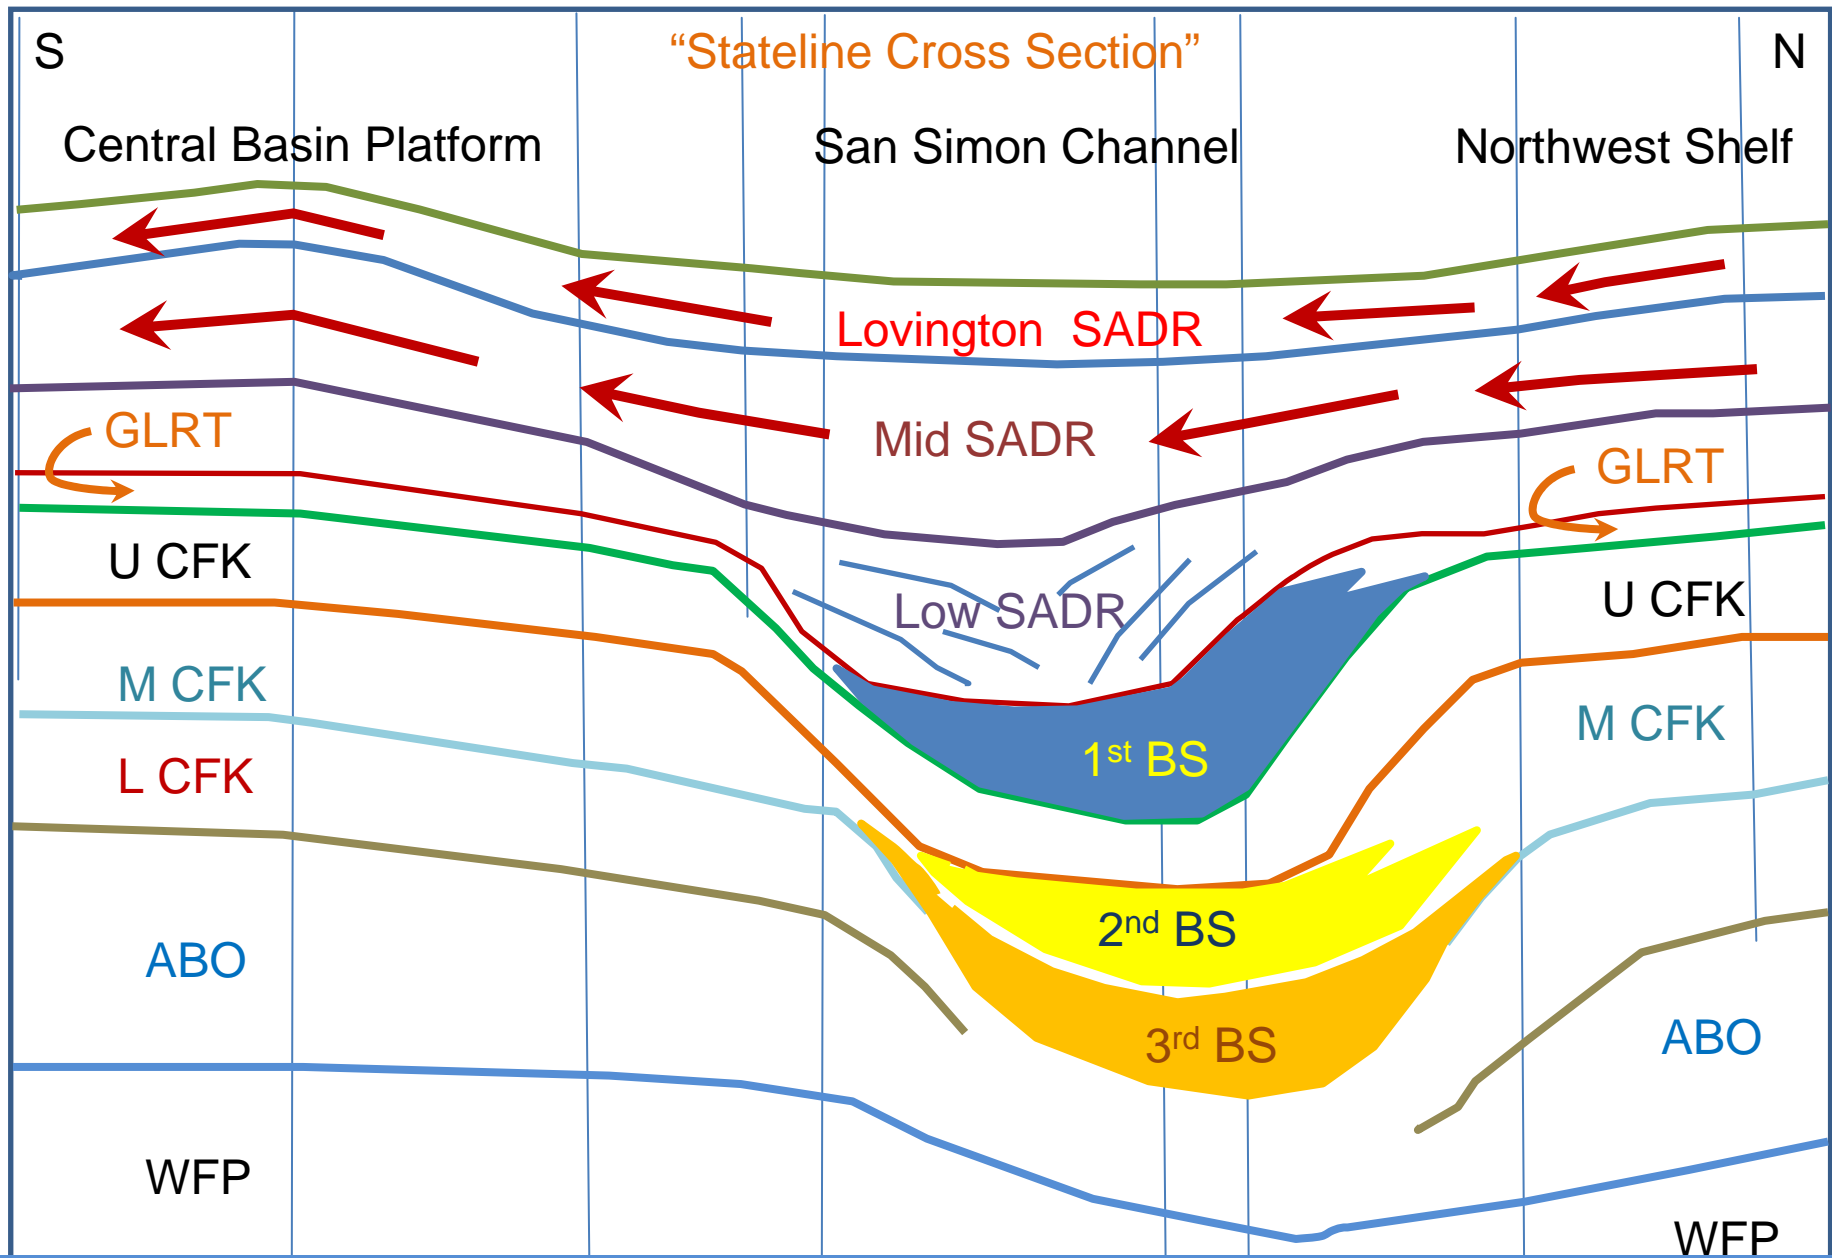 S
“Stateline Cross Section”
N
Central Basin Platform
San Simon Channel
Northwest Shelf
Lovington SADR
GLRT
Mid SADR
GLRT
U CFK
Low SADR
U CFK
M CFK
M CFK
1st BS
L CFK
2nd BS
ABO
3rd BS
ABO
WFP
WFP